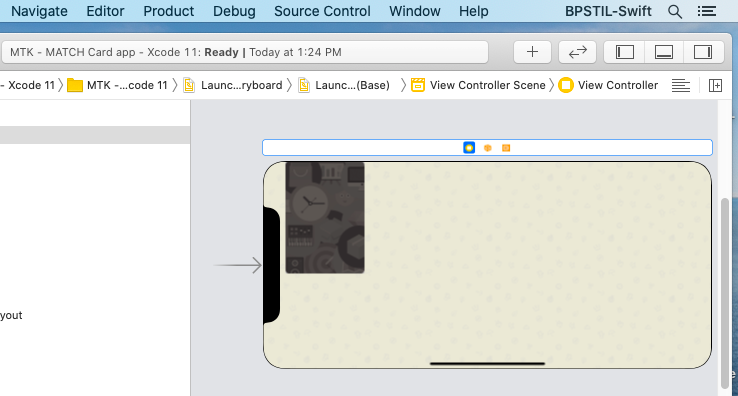 Navigate Editor Product Debug Source Control Window Help BPSTIL-Swift
MTK - MATCH Card app - Xcode 11: Ready | Today at 1:24 PM
- Xcode 11 MTK -...code 11 Launc...ryboard Launc...(Base) View Controller Scene View Controller
yout